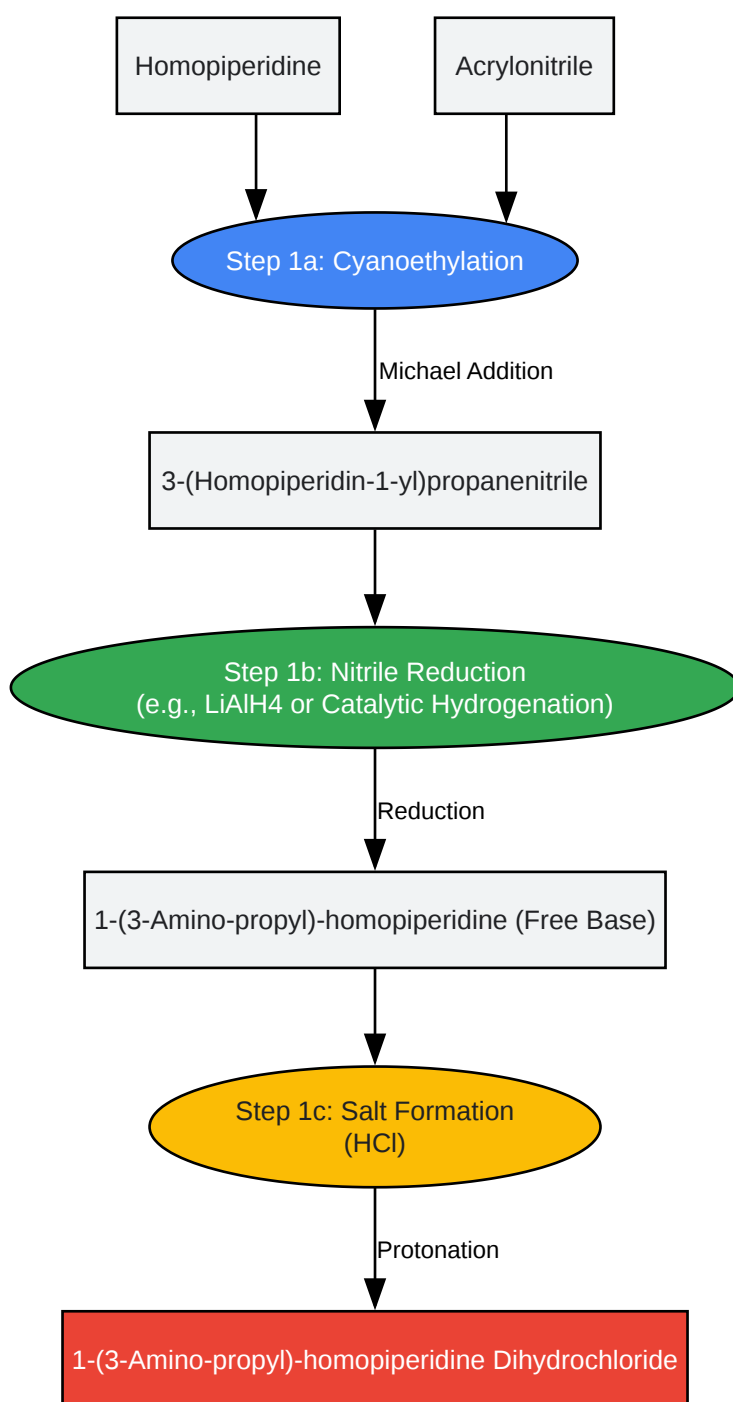 Homopiperidine
Acrylonitrile
Step 1a: Cyanoethylation
Michael Addition
3-(Homopiperidin-1-yl)propanenitrile
Step 1b: Nitrile Reduction
(e.g., LiAlH4 or Catalytic Hydrogenation)
Reduction
1-(3-Amino-propyl)-homopiperidine (Free Base)
Step 1c: Salt Formation
(HCl)
Protonation
1-(3-Amino-propyl)-homopiperidine Dihydrochloride